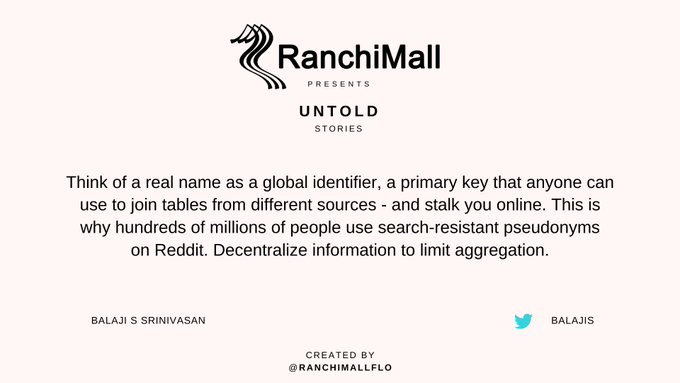 RanchiMall
PRESENTS
UNTOLD
STORIES
Think of a real name as a global identifier, a primary key that anyone can
use to join tables from different sources - and stalk you online. This is
why hundreds of millions of people use search-resistant pseudonyms
on Reddit. Decentralize information to limit aggregation.
BALAJI S SRINIVASAN
BALAJIS
CREATED BY
@RANCHIMALLFLO